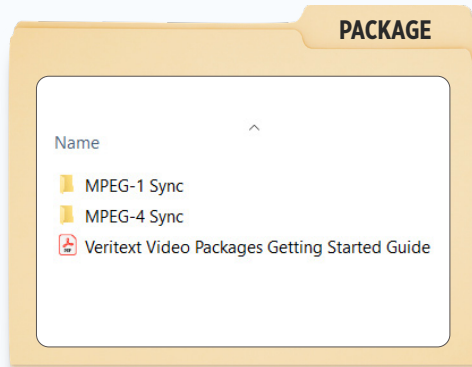 PACKAGE
Name
MPEG-1 Sync
MPEG-4 Sync
Veritext Video Packages Getting Started Guide